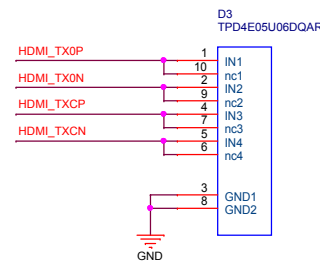 D3
TPD4E05U06DQAR
HDMI_TX0P 1 IN1
10 nc1
HDMI_TX0N 2 IN2
9 nc2
HDMI_TXCP 4 IN3
7 nc3
HDMI_TXCN 5 IN4
6 nc4
3 GND1
8 GND2
GND